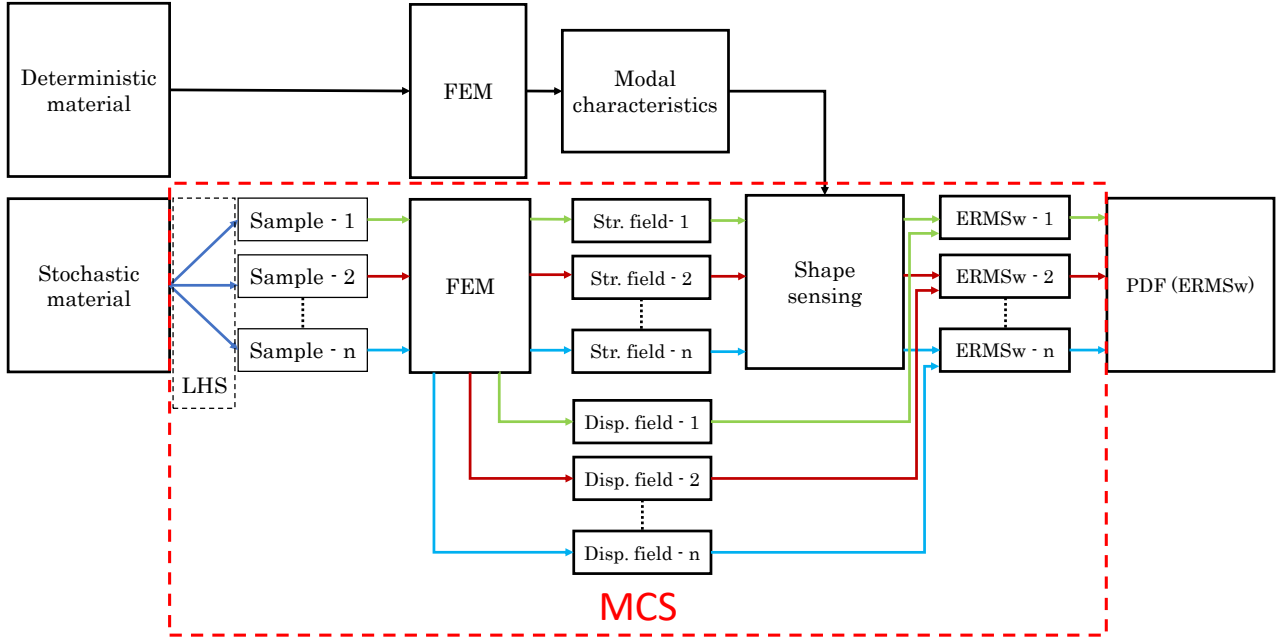 Deterministic
material
FEM
Modal
characteristics
Stochastic
material
LHS
Sample - 1
Sample - 2
Sample - n
FEM
Str. field- 1
Str. field - 2
Str. field - n
Disp. field - 1
Disp. field - 2
Disp. field - n
Shape
sensing
ERMSw - 1
ERMSw - 2
ERMSw - n
PDF (ERMSw)
MCS